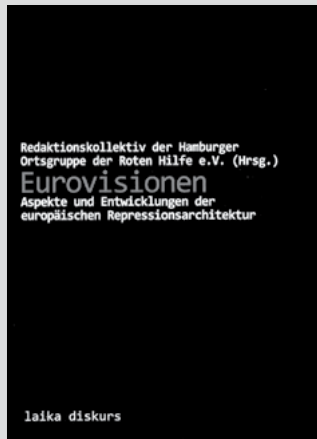 Redaktionskollektiv der Hamburger
Ortsgruppe der Roten Hilfe e.V. (Hrsg.)
Eurovisionen
Aspekte und Entwicklungen der
europäischen Repressionsarchitektur
laika diskurs